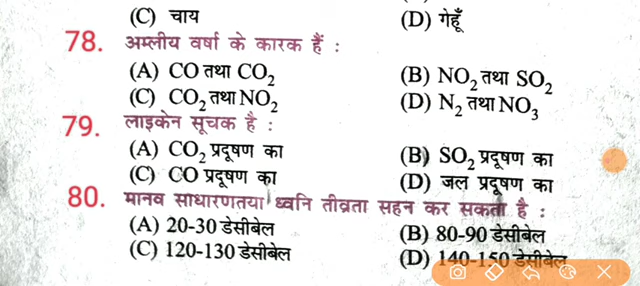 (C) चाय (D) गेहूँ
78. अम्लीय वर्षा के कारक हैं :
(A) CO तथा CO₂ (B) NO₂ तथा SO₂
(C) CO₂ तथा NO₂ (D) N₂ तथा NO₃
79. लाइकेन सूचक है :
(A) CO₂ प्रदूषण का (B) SO₂ प्रदूषण का
(C) CO प्रदूषण का (D) जल प्रदूषण का
80. मानव साधारणतया ध्वनि तीव्रता सहन कर सकता है :
(A) 20-30 डेसीबेल (B) 80-90 डेसीबेल
(C) 120-130 डेसीबेल (D) 140-150 डेसीबेल